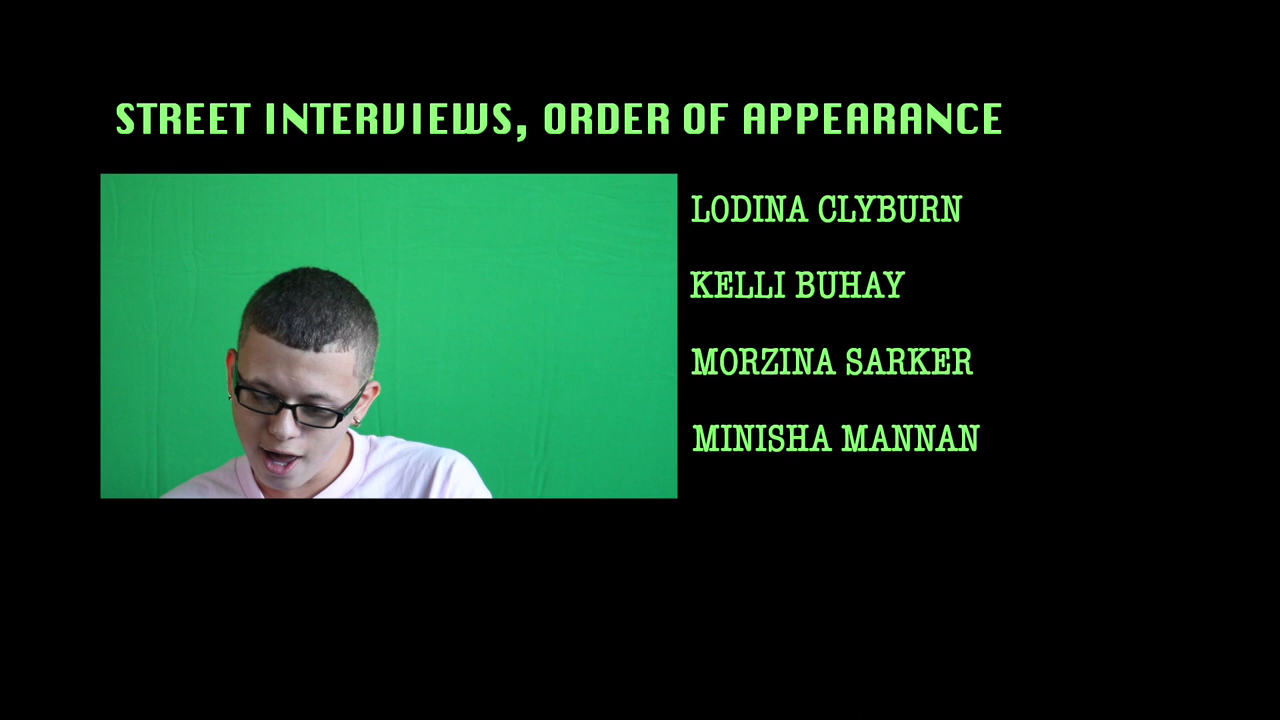 STREET INTERVIEWS, ORDER OF APPEARANCE
LODINA CLYBURN
KELLI BUHAY
MORZINA SARKER
MINISHA MANNAN